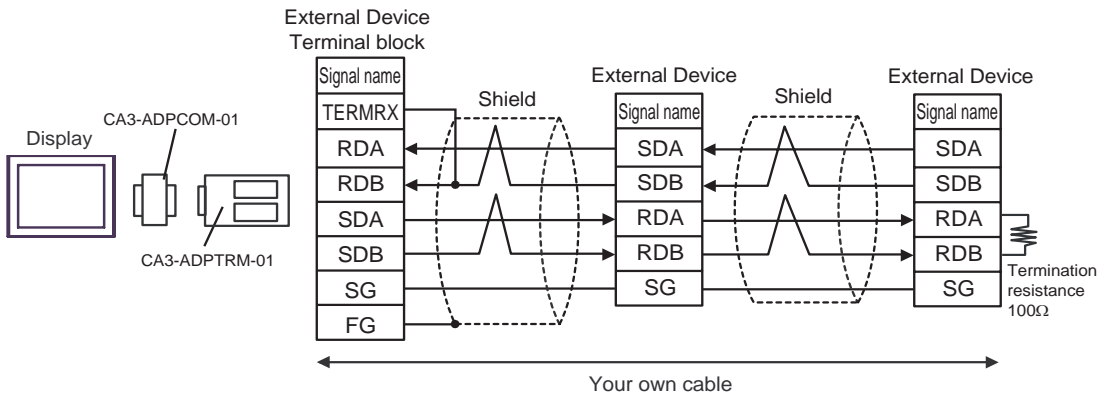 External Device
Terminal block
Signal name
TERMRX
RDA
RDB
SDA
SDB
SG
FG
Display
CA3-ADPCOM-01
CA3-ADPTRM-01
Shield
External Device
Signal name
SDA
SDB
RDA
RDB
SG
Shield
External Device
Signal name
SDA
SDB
RDA
RDB
SG
Termination
resistance
100Ω
Your own cable